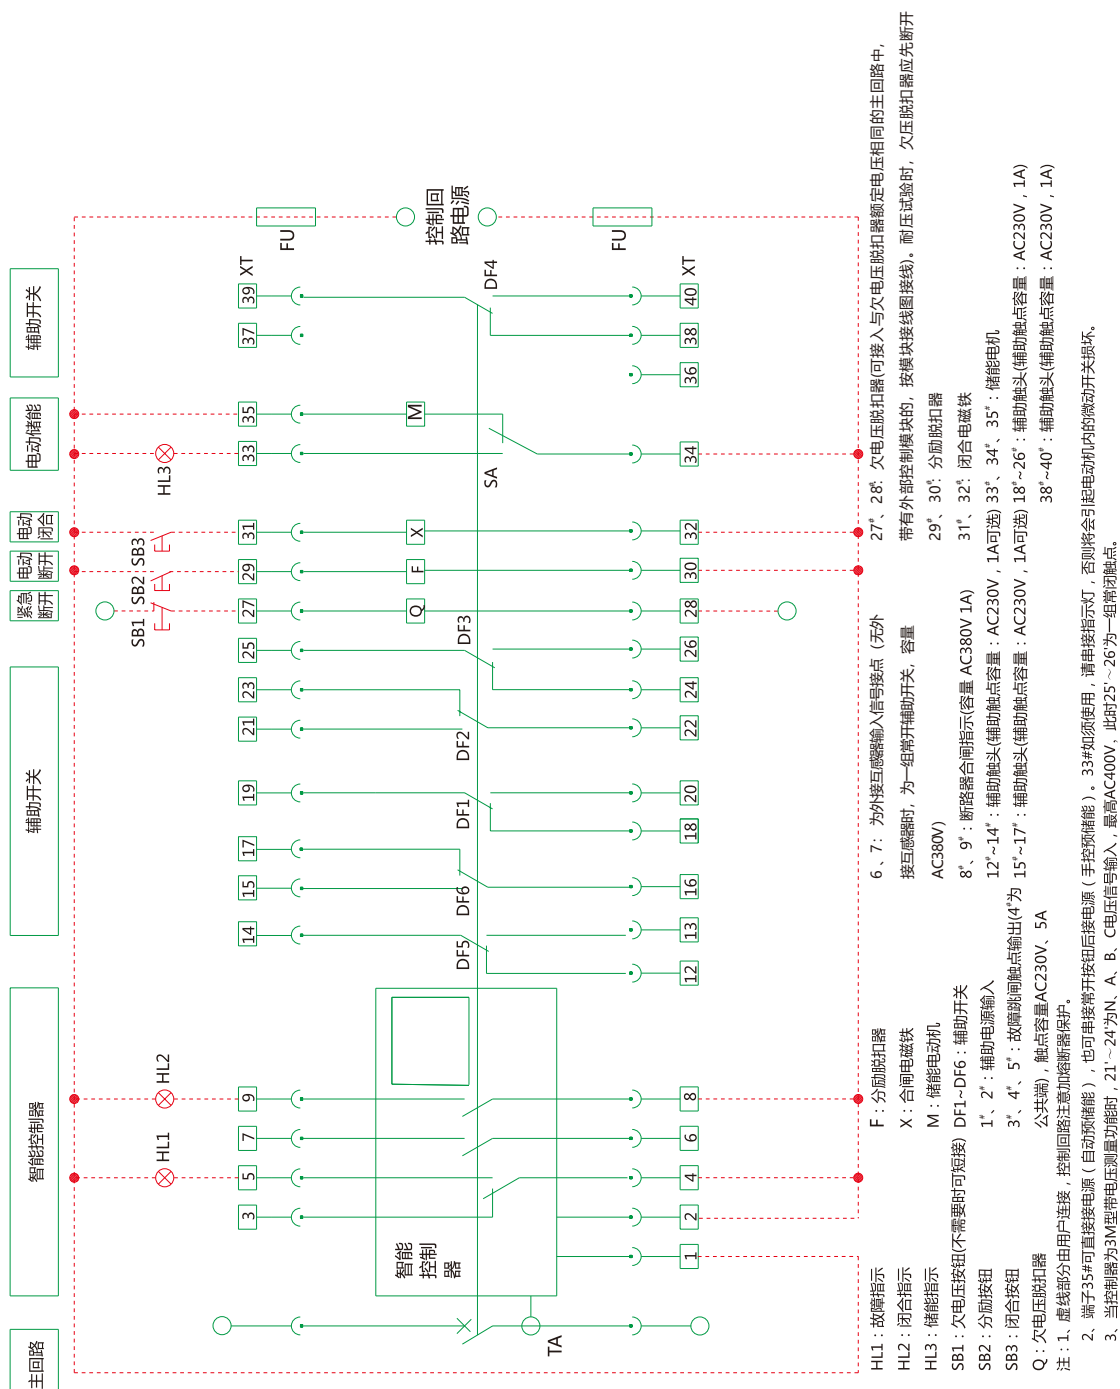 主回路
智能控制器
辅助开关
紧急
断开
电动
断开
电动
闭合
电动储能
辅助开关
HL1
HL2
SB1
SB2
SB3
HL3
3
5
7
9
14
15
17
19
21
23
25
27
29
31
33
35
37
39
XT
FU
智能
控制
器
Q
F
X
M
控制回
路电源
TA
DF5
DF6
DF1
DF2
DF3
SA
DF4
1
2
4
6
8
12
13
16
18
20
22
24
26
28
30
32
34
36
38
40
XT
FU
HL1：故障指示
HL2：闭合指示
HL3：储能指示
SB1：欠电压按钮(不需要时可短接)
SB2：分励按钮
SB3：闭合按钮
Q：欠电压脱扣器
F：分励脱扣器
X：合闸电磁铁
M：储能电动机
DF1~DF6：辅助开关
1#、2#：辅助电源输入
3#、4#、5#：故障跳闸触点输出(4#为
公共端)，触点容量AC230V、5A
6、7：为外接互感器输入信号接点（无外
接互感器时，为一组常开辅助开关，容量
AC380V）
8#、9#：断路器合闸指示(容量 AC380V 1A)
12#~14#：辅助触头(辅助触点容量：AC230V，1A可选)
15#~17#：辅助触头(辅助触点容量：AC230V，1A可选)
27#、28#: 欠电压脱扣器(可接入与欠电压脱扣器额定电压相同的主回路中，
带有外部控制模块的，按模块接线图接线)。耐压试验时，欠压脱扣器应先断开
29#、30#: 分励脱扣器
31#、32#: 闭合电磁铁
33#、34#、35#：储能电机
18#~26#：辅助触头(辅助触点容量：AC230V，1A)
38#~40#：辅助触头(辅助触点容量：AC230V，1A)
注：1、虚线部分由用户连接，控制回路注意加熔断器保护。
2、端子35#可直接接电源（自动预储能），也可串接常开按钮后接电源（手控预储能）。33#如须使用，请串接指示灯，否则将会引起电动机内的微动开关损坏。
3、当控制器为3M型带电压测量功能时，21'～24'为N、A、B、C电压信号输入，最高AC400V，此时25'～26'为一组常闭触点。